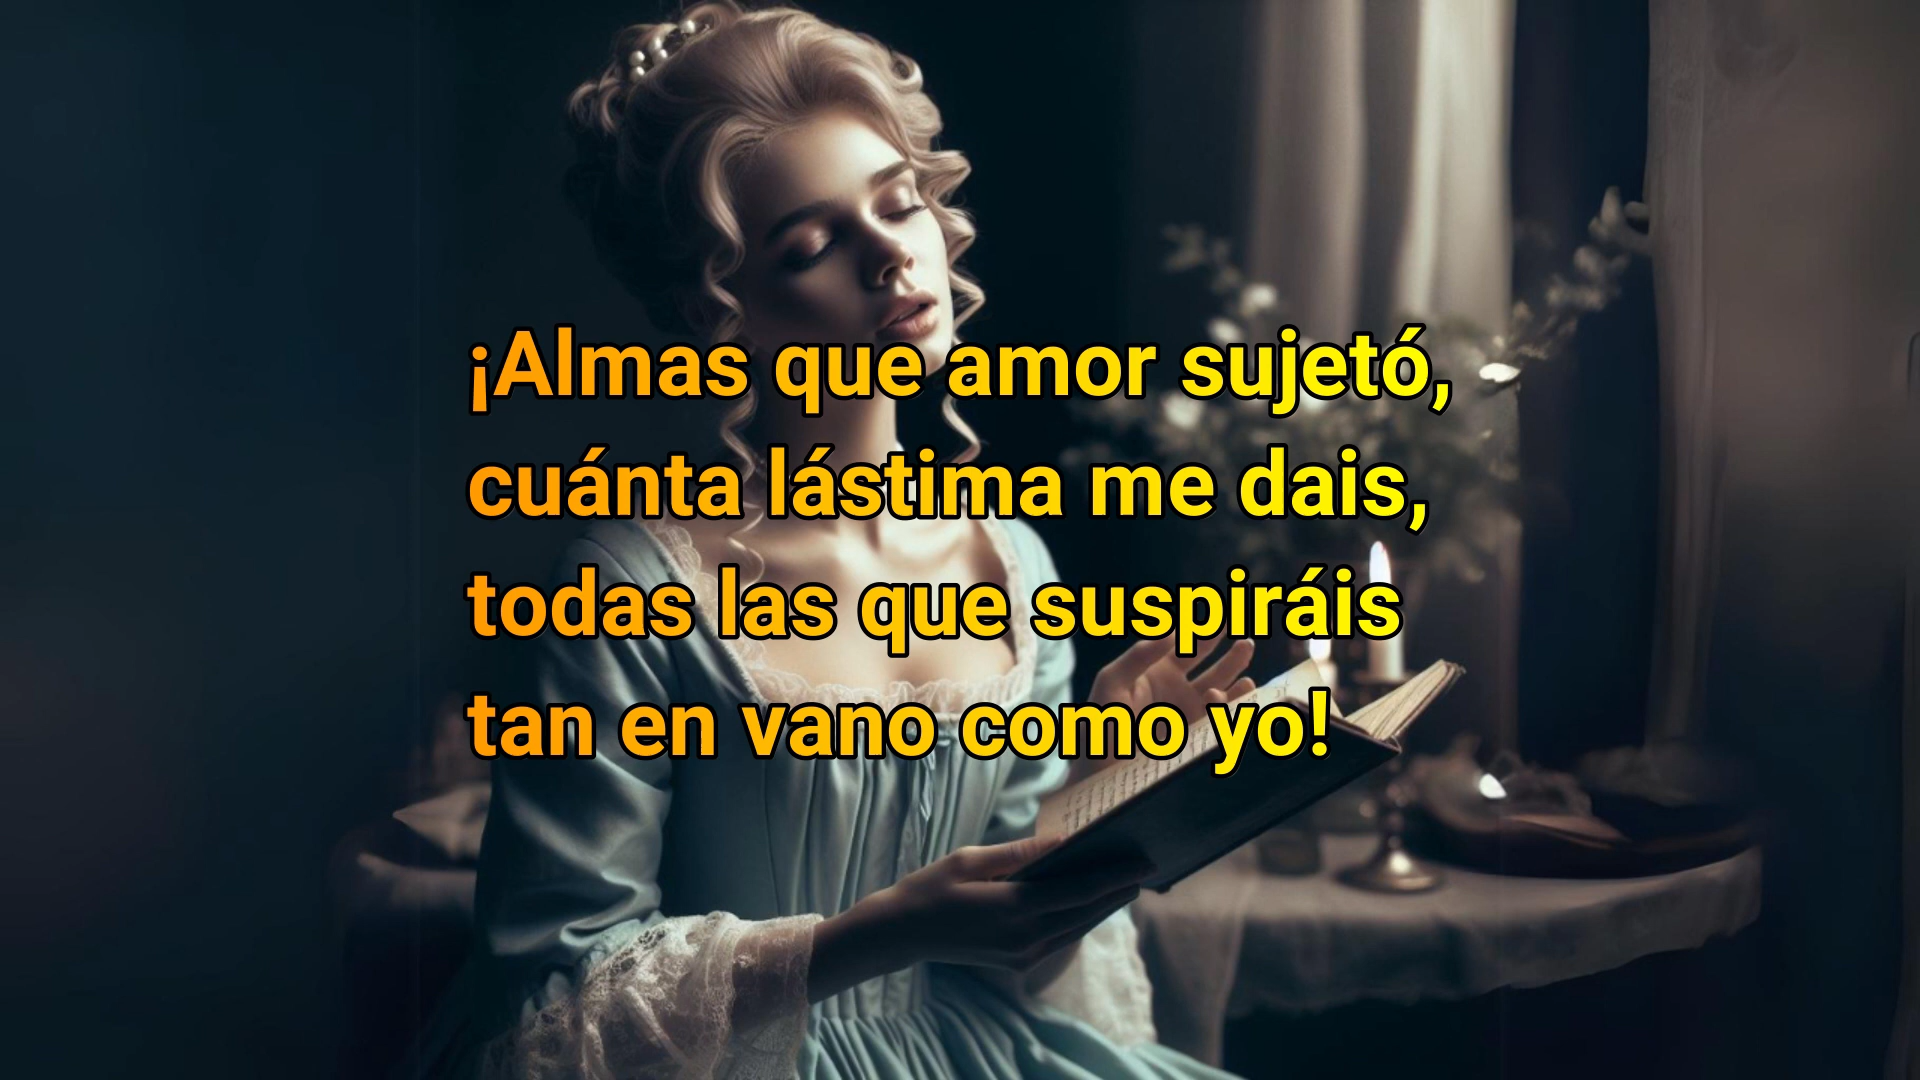 ¡Almas que amor sujetó,
cuánta lástima me dais,
todas las que suspiráis
tan en vano como yo!